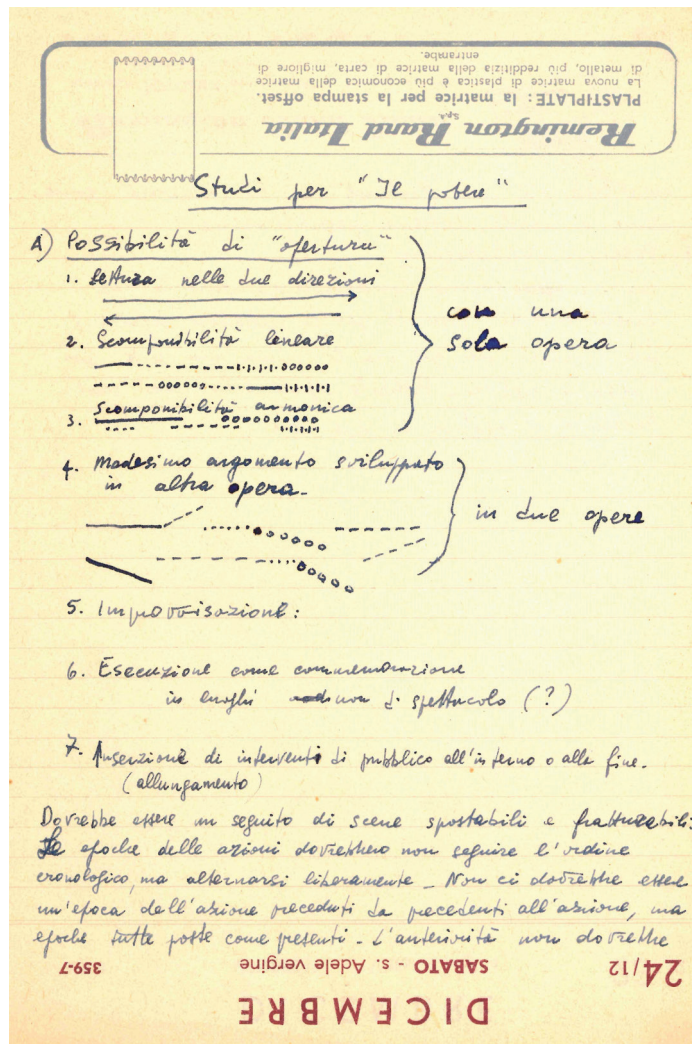 Remington Rand Italia S.p.A.
PLASTIPLATE: la matrice per la stampa offset.
La nuova matrice di plastica è più economica della matrice
di metallo, più redditizia della matrice di carta, migliore di
entrambe.
Studi per "Il potere"
A) Possibilità di "apertura"
1. Lettura nelle due direzioni
2. Scomponibilità lineare
3. Scomponibilità armonica
con una
sola opera
4. Medesimo argomento sviluppato
in altra opera-
in due opere
5. Improvvisazione:
6. Esecuzione come commemorazione
in luoghi non di spettacolo (?)
7. Inserzione di interventi di pubblico all'interno o alla fine.
(allungamento)
Dovrebbe essere un seguito di scene spostabili e fratturabili.
Le epoche delle azioni dovrebbero non seguire l'ordine
cronologico, ma alternarsi liberamente - Non ci dovrebbe essere
un'epoca dell'azione preceduti da precedenti all'azione, ma
epoche tutte poste come presenti - L'anteriorità non dovrebbe
359-7
SABATO - s. Adele vergine
24/12
DICEMBRE